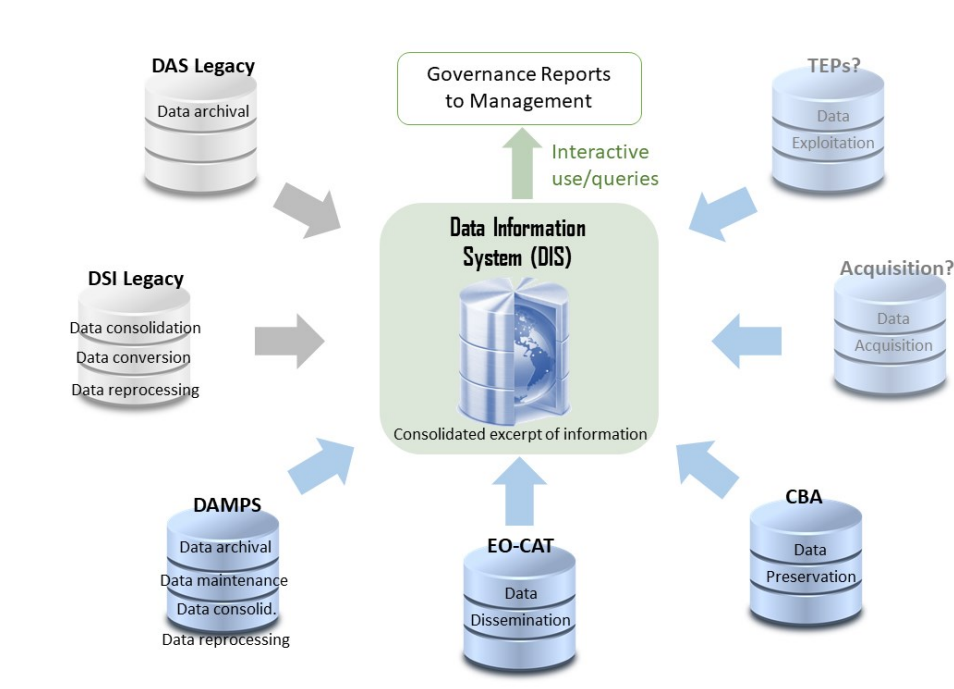 DAS Legacy
Data archival
Governance Reports
to Management
TEPs?
Data
Exploitation
Interactive
use/queries
Data Information
System (DIS)
Consolidated excerpt of information
DSI Legacy
Data consolidation
Data conversion
Data reprocessing
Acquisition?
Data
Acquisition
DAMPS
Data archival
Data maintenance
Data consolid.
Data reprocessing
EO-CAT
Data
Dissemination
CBA
Data
Preservation